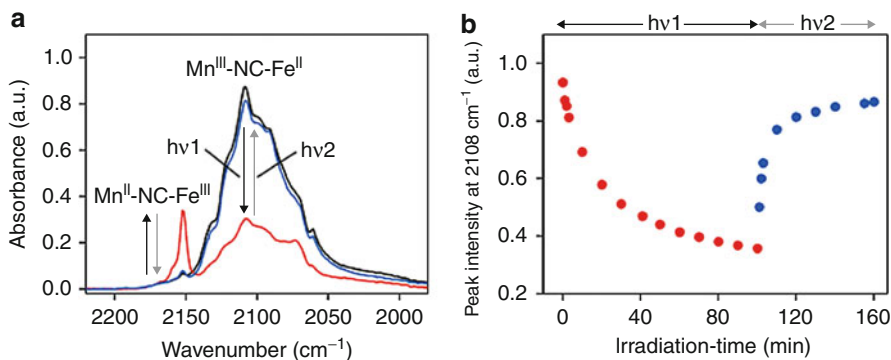 a
Absorbance (a.u.)
1.0
0.8
0.6
0.4
0.2
0.0
Mn^III-NC-Fe^II
hν1
hν2
Mn^II-NC-Fe^III
2200 2150 2100 2050 2000
Wavenumber (cm⁻¹)
b
hν1 hν2
Peak intensity at 2108 cm⁻¹ (a.u.)
1.0
0.8
0.6
0.4
0.2
0 40 80 120 160
Irradiation-time (min)